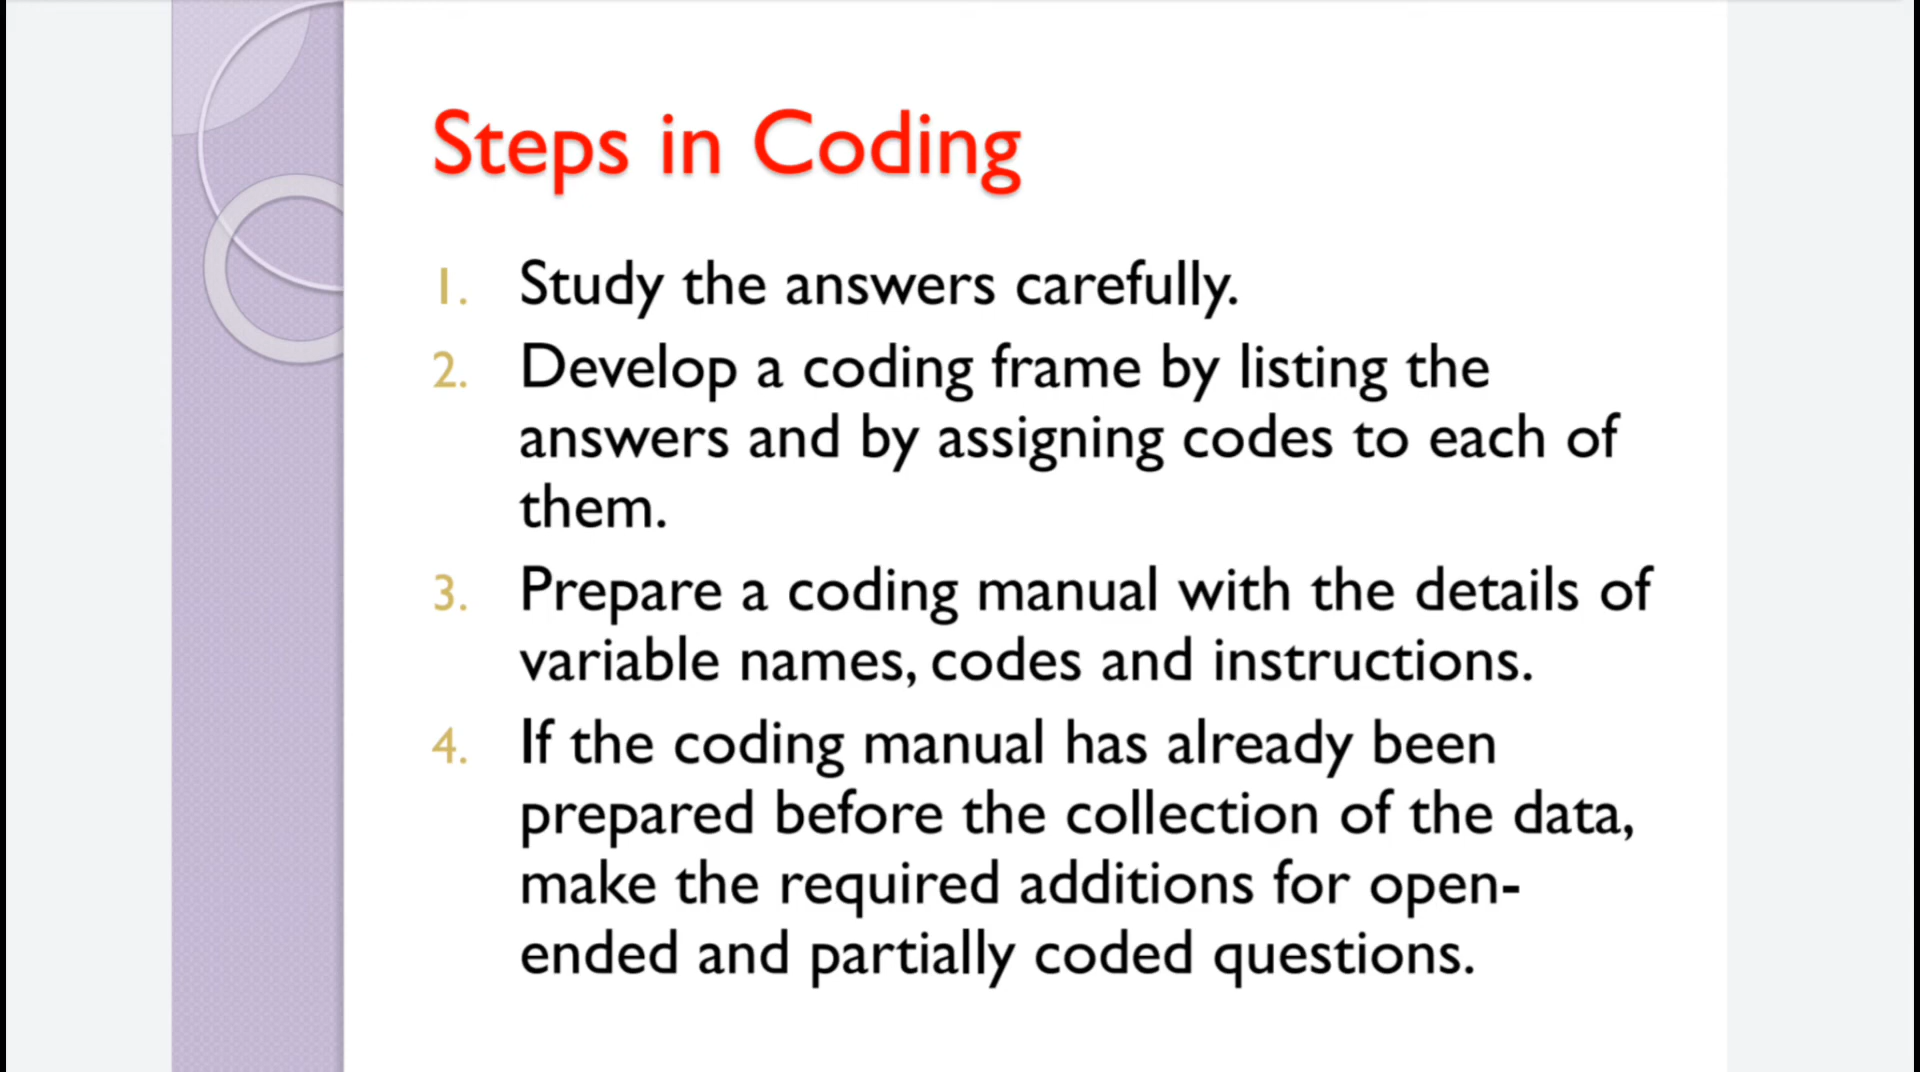 Steps in Coding
1. Study the answers carefully.
2. Develop a coding frame by listing the
answers and by assigning codes to each of
them.
3. Prepare a coding manual with the details of
variable names, codes and instructions.
4. If the coding manual has already been
prepared before the collection of the data,
make the required additions for open-
ended and partially coded questions.